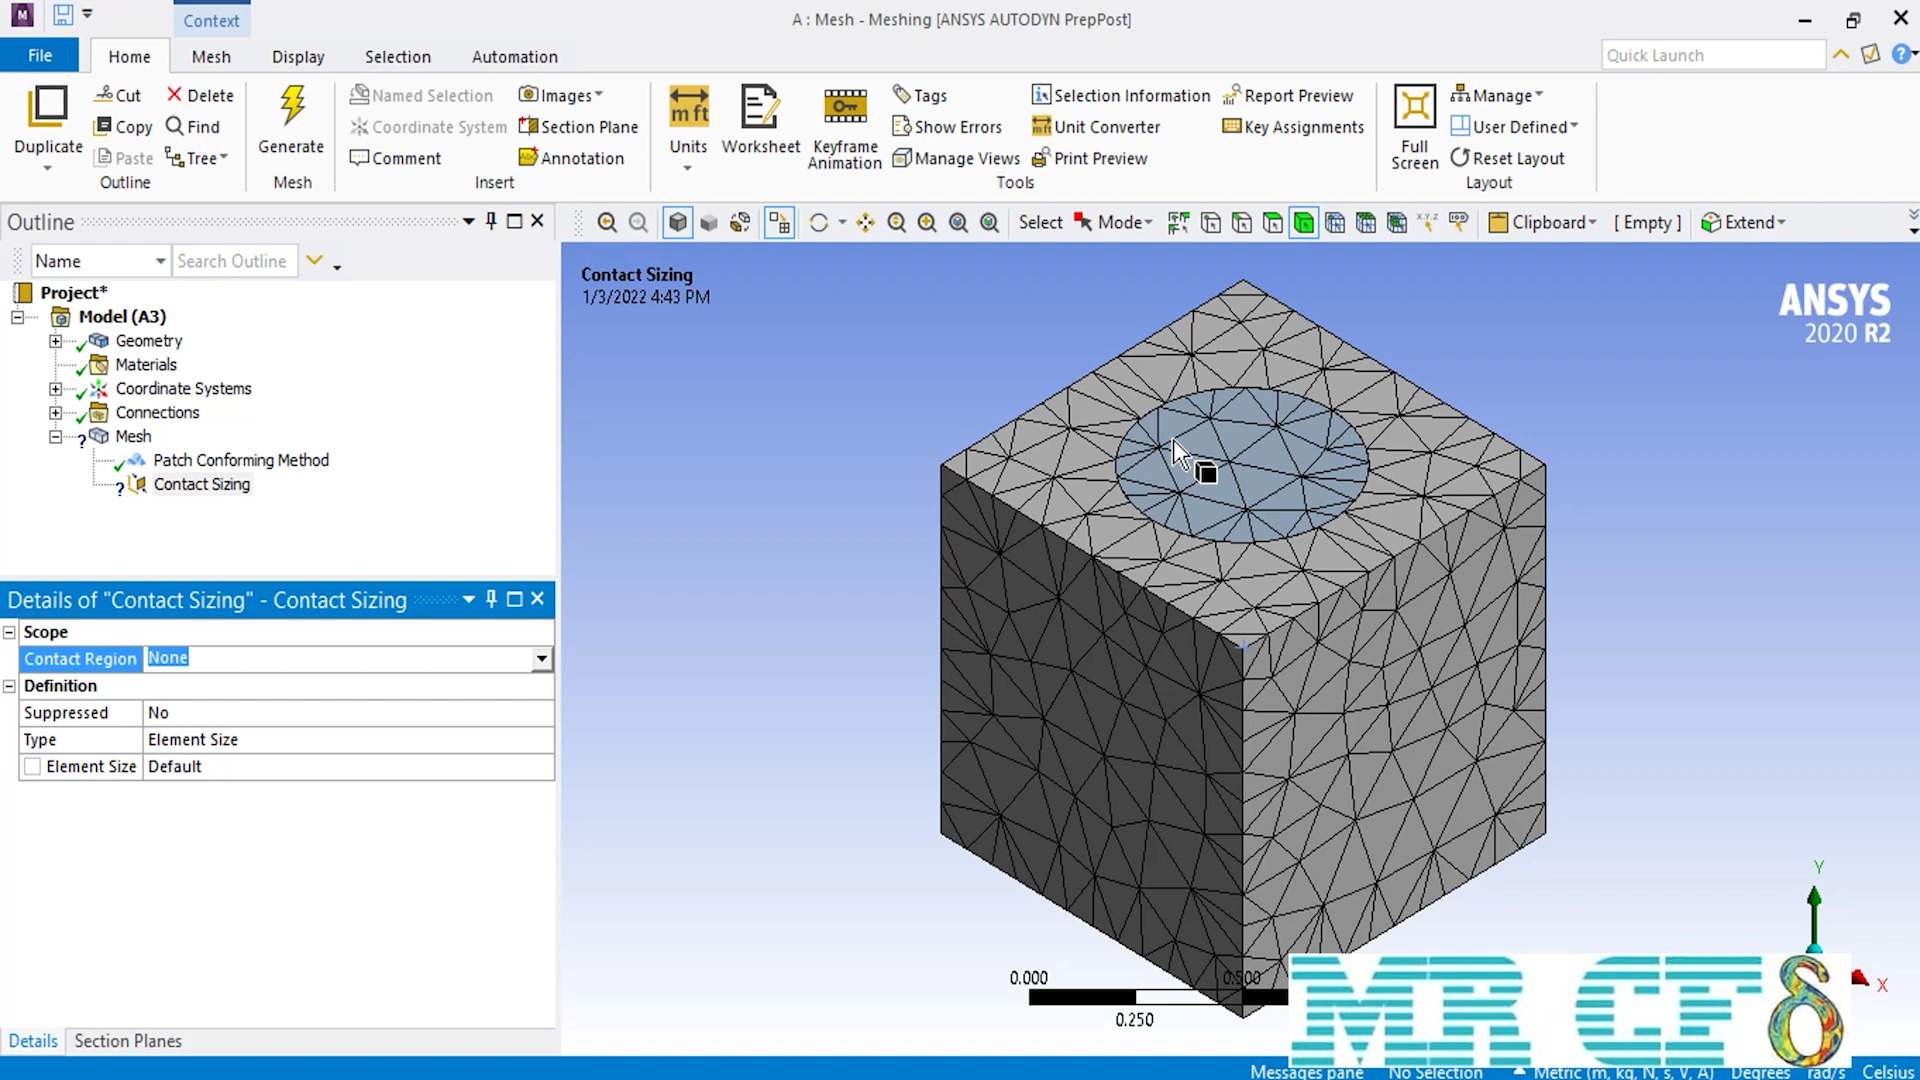 Context
A : Mesh - Meshing [ANSYS AUTODYN PrepPost]
File Home Mesh Display Selection Automation Quick Launch
Duplicate
Cut
Copy
Paste
Delete
Find
Tree
Outline
Generate
Mesh
Named Selection
Coordinate System
Comment
Images
Section Plane
Annotation
Insert
Units
Worksheet
Keyframe
Animation
Tags
Show Errors
Manage Views
Selection Information
Unit Converter
Print Preview
Report Preview
Key Assignments
Tools
Full
Screen
Manage
User Defined
Reset Layout
Layout
Outline
Name Search Outline
Select Mode Clipboard [ Empty ] Extend
Project*
Model (A3)
Geometry
Materials
Coordinate Systems
Connections
Mesh
Patch Conforming Method
Contact Sizing
Details of "Contact Sizing" - Contact Sizing
Scope
Contact Region None
Definition
Suppressed No
Type Element Size
Element Size Default
Details Section Planes
Contact Sizing
1/3/2022 4:43 PM
ANSYS
2020 R2
0.000 0.500
0.250
Y
X
MR CFδ
Messages pane No Selection Metric (m, kg, N, s, V, A) Degrees rad/s Celsius